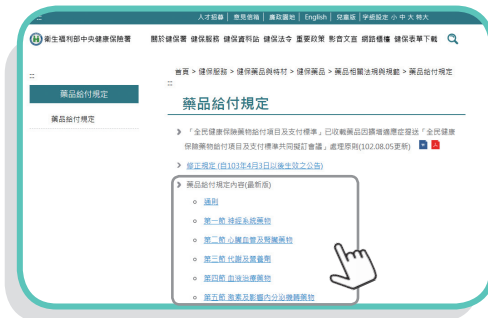 :::
人才招募 | 意見信箱 | 廉政園地 | English | 兒童版 | 字級設定 小 中 大 特大
衛生福利部中央健康保險署
關於健保署 健保服務 健保資料站 健保法令 重要政策 影音文宣 網路櫃檯 健保表單下載
:::
首頁 > 健保服務 > 健保藥品與特材 > 健保藥品 > 藥品相關法規與規範 > 藥品給付規定
:::
藥品給付規定
藥品給付規定
藥品給付規定
「全民健康保險藥物給付項目及支付標準」已收載藥品因擴增適應症提送「全民健康
保險藥物給付項目及支付標準共同擬訂會議」處理原則(102.08.05更新)
修正規定 (自103年4月3日以後生效之公告)
藥品給付規定內容(最新版)
通則
第一節 神經系統藥物
第二節 心臟血管及腎臟藥物
第三節 代謝及營養劑
第四節 血液治療藥物
第五節 激素及影響內分泌機轉藥物